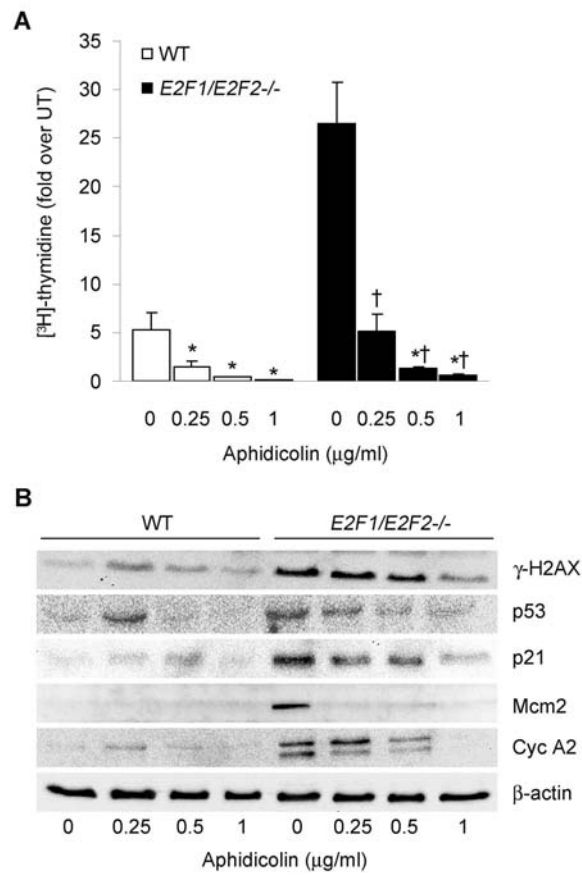 A
WT
E2F1/E2F2-/-
[³H]-thymidine (fold over UT)
35
30
25
20
15
10
5
0
*
*
*
†
*†
*†
0 0.25 0.5 1 0 0.25 0.5 1
Aphidicolin (µg/ml)
B
WT E2F1/E2F2-/-
γ-H2AX
p53
p21
Mcm2
Cyc A2
β-actin
0 0.25 0.5 1 0 0.25 0.5 1
Aphidicolin (µg/ml)